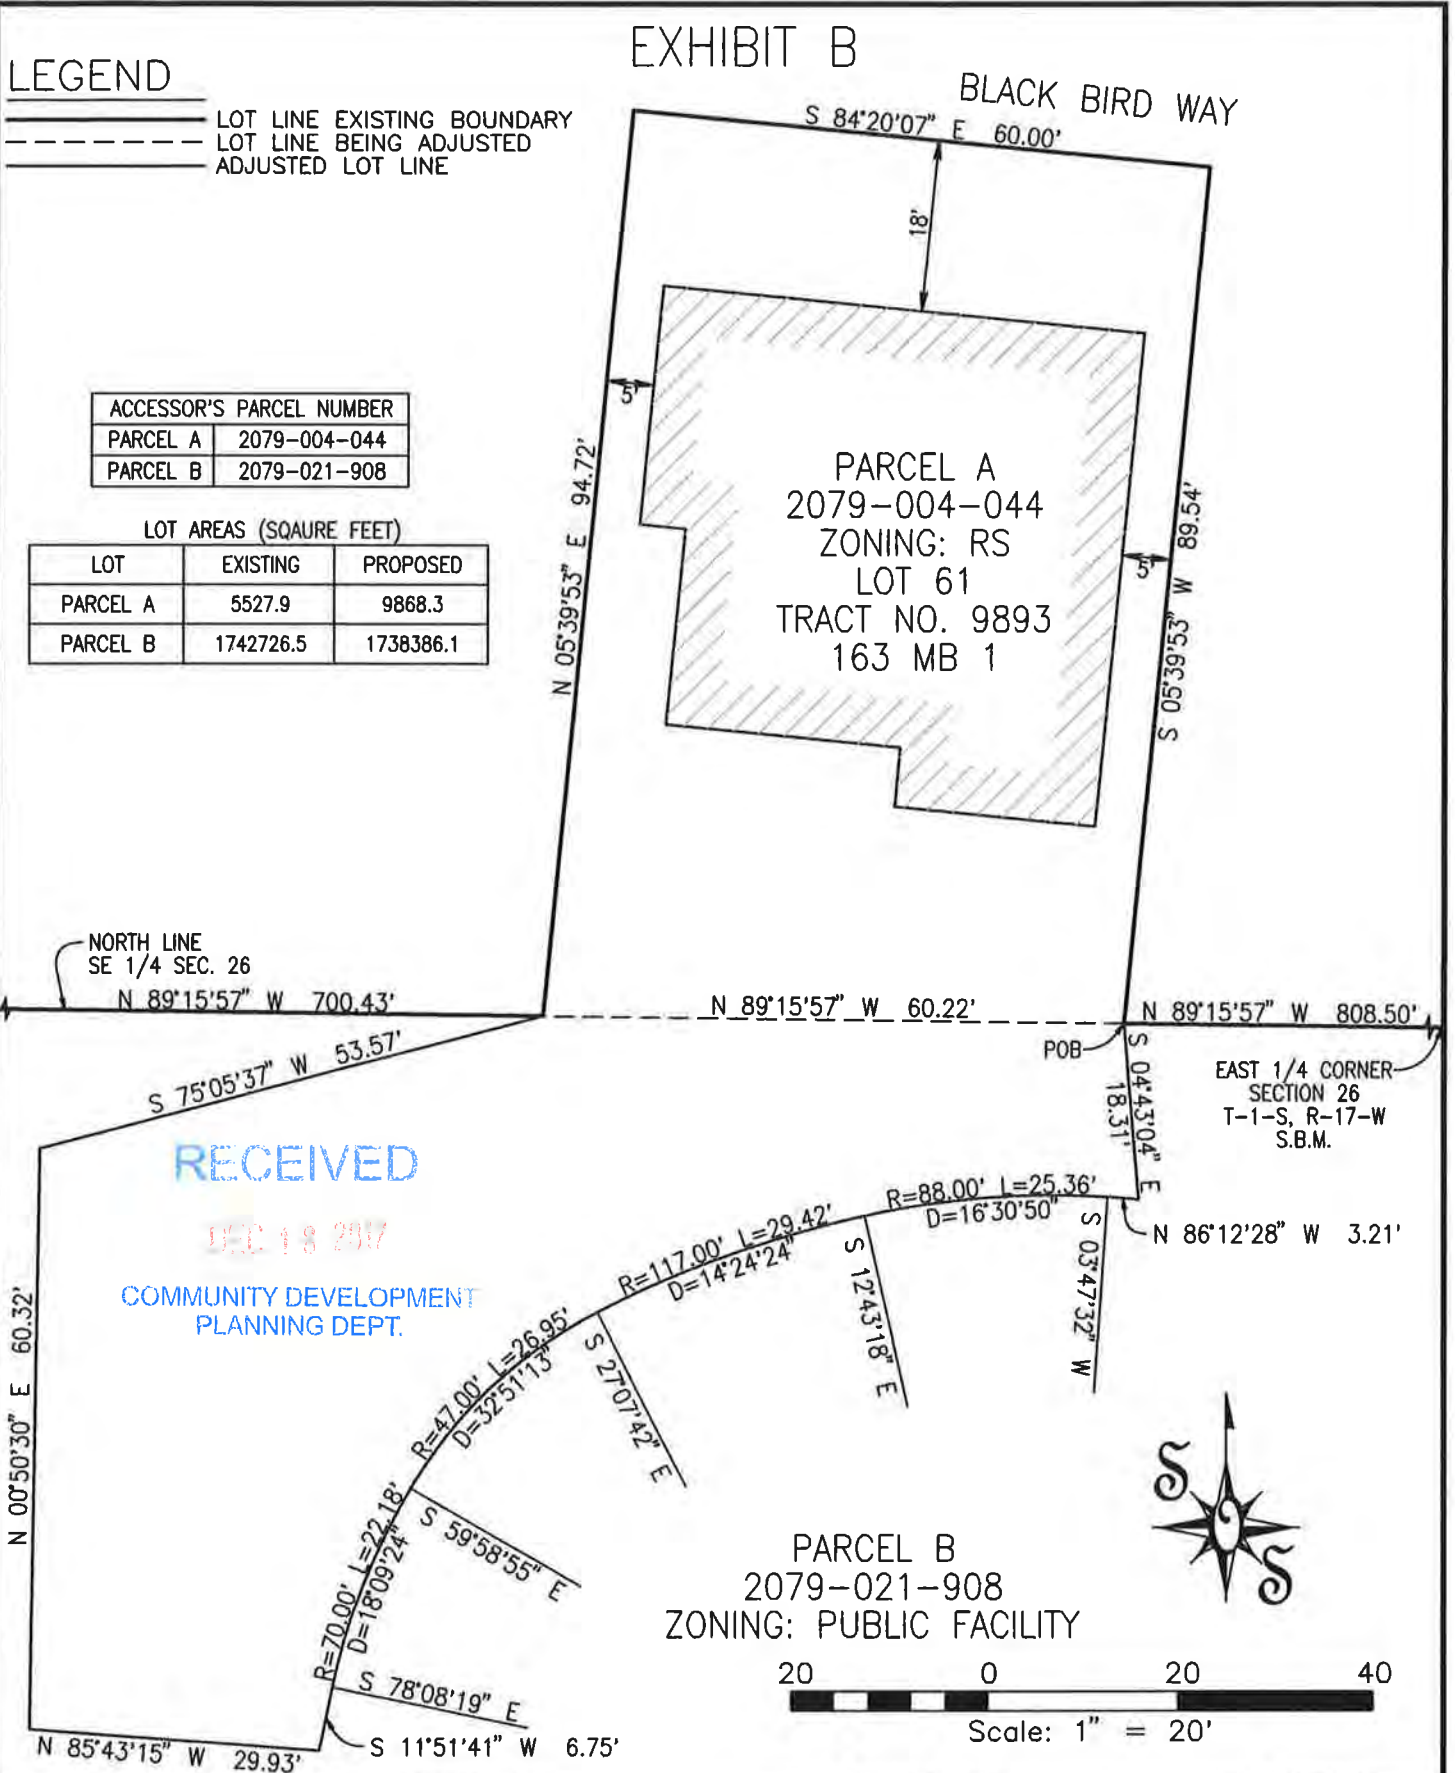 EXHIBIT B
LEGEND
LOT LINE EXISTING BOUNDARY
LOT LINE BEING ADJUSTED
ADJUSTED LOT LINE
BLACK BIRD WAY
S 84°20'07" E 60.00'
18'
5'
5'
N 05°39'53" E 94.72'
S 05°39'53" W 89.54'
ACCESSOR'S PARCEL NUMBER
PARCEL A 2079-004-044
PARCEL B 2079-021-908
LOT AREAS (SQAURE FEET)
LOT EXISTING PROPOSED
PARCEL A 5527.9 9868.3
PARCEL B 1742726.5 1738386.1
PARCEL A
2079-004-044
ZONING: RS
LOT 61
TRACT NO. 9893
163 MB 1
NORTH LINE
SE 1/4 SEC. 26
N 89°15'57" W 700.43'
N 89°15'57" W 60.22'
N 89°15'57" W 808.50'
POB
EAST 1/4 CORNER
SECTION 26
T-1-S, R-17-W
S.B.M.
S 75°05'37" W 53.57'
S 04°43'04" E
18.31'
RECEIVED
DEC 18 2017
COMMUNITY DEVELOPMENT
PLANNING DEPT.
N 86°12'28" W 3.21'
R=88.00' L=25.36'
D=16°30'50"
S 03°47'32" W
R=117.00' L=29.42'
D=14°24'24"
S 12°43'18" E
R=47.00' L=26.95'
D=32°51'13"
S 27°07'42" E
R=70.00' L=22.18'
D=18°09'24"
S 59°58'55" E
S 78°08'19" E
S 11°51'41" W 6.75'
N 85°43'15" W 29.93'
N 00°50'30" E 60.32'
PARCEL B
2079-021-908
ZONING: PUBLIC FACILITY
S
S
20 0 20 40
Scale: 1" = 20'